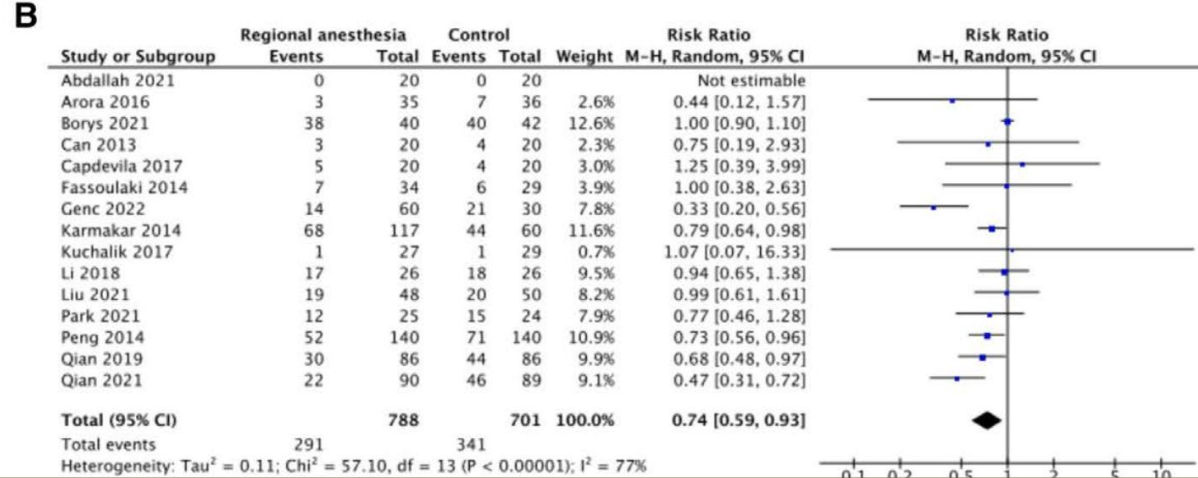 B
Regional anesthesia Control Risk Ratio Risk Ratio
Study or Subgroup Events Total Events Total Weight M-H, Random, 95% CI M-H, Random, 95% CI
Abdallah 2021 0 20 0 20 Not estimable
Arora 2016 3 35 7 36 2.6% 0.44 [0.12, 1.57]
Borys 2021 38 40 40 42 12.6% 1.00 [0.90, 1.10]
Can 2013 3 20 4 20 2.3% 0.75 [0.19, 2.93]
Capdevila 2017 5 20 4 20 3.0% 1.25 [0.39, 3.99]
Fassoulaki 2014 7 34 6 29 3.9% 1.00 [0.38, 2.63]
Genc 2022 14 60 21 30 7.8% 0.33 [0.20, 0.56]
Karmakar 2014 68 117 44 60 11.6% 0.79 [0.64, 0.98]
Kuchalik 2017 1 27 1 29 0.7% 1.07 [0.07, 16.33]
Li 2018 17 26 18 26 9.5% 0.94 [0.65, 1.38]
Liu 2021 19 48 20 50 8.2% 0.99 [0.61, 1.61]
Park 2021 12 25 15 24 7.9% 0.77 [0.46, 1.28]
Peng 2014 52 140 71 140 10.9% 0.73 [0.56, 0.96]
Qian 2019 30 86 44 86 9.9% 0.68 [0.48, 0.97]
Qian 2021 22 90 46 89 9.1% 0.47 [0.31, 0.72]
Total (95% CI) 788 701 100.0% 0.74 [0.59, 0.93]
Total events 291 341
Heterogeneity: Tau² = 0.11; Chi² = 57.10, df = 13 (P < 0.00001); I² = 77%
0.1 0.2 0.5 1 2 5 10